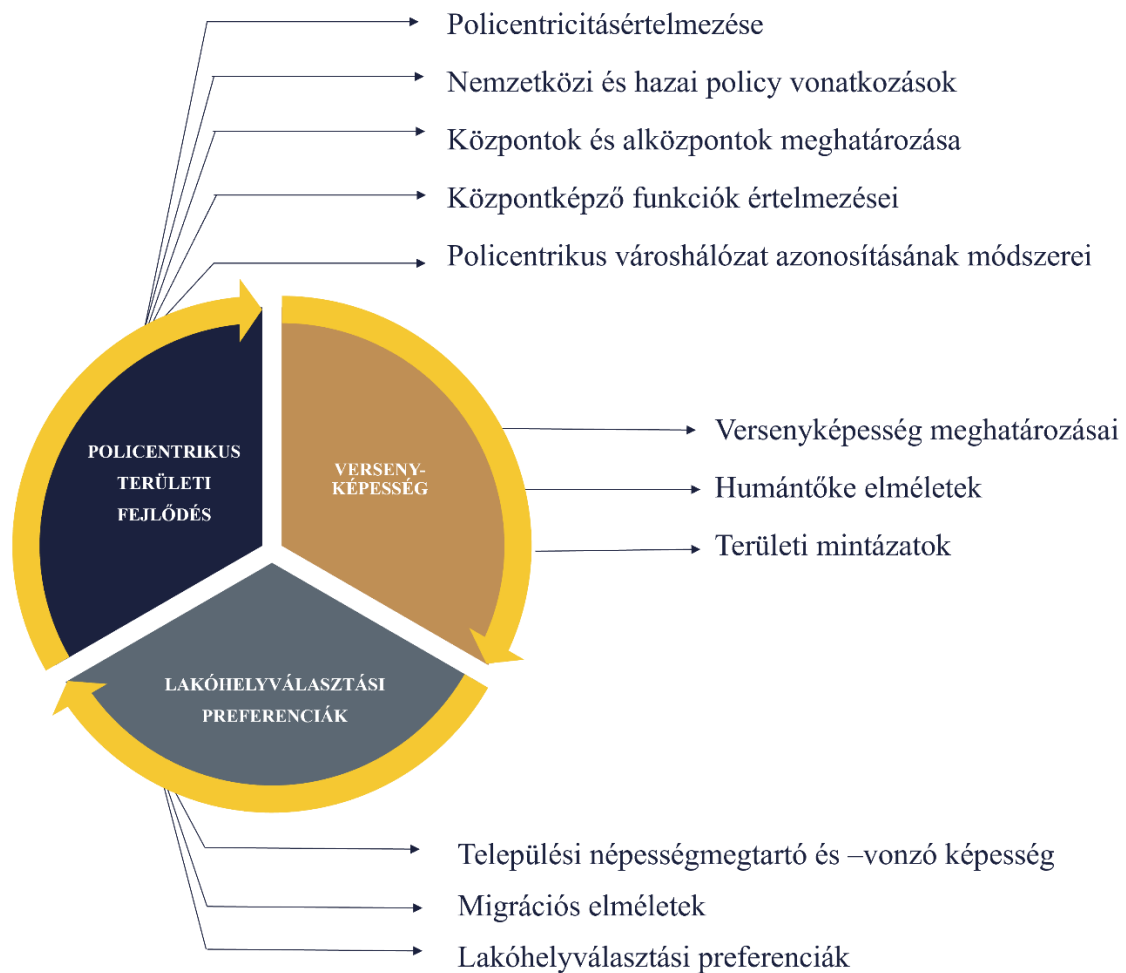 Policentricitásértelmezése
Nemzetközi és hazai policy vonatkozások
Központok és alközpontok meghatározása
Központképző funkciók értelmezései
Policentrikus városhálózat azonosításának módszerei
POLICENTRIKUS
TERÜLETI
FEJLŐDÉS
VERSENY-
KÉPESSÉG
Versenyképesség meghatározásai
Humántőke elméletek
Területi mintázatok
LAKÓHELYVÁLASZTÁSI
PREFERENCIÁK
Települési népességmegtartó és –vonzó képesség
Migrációs elméletek
Lakóhelyválasztási preferenciák